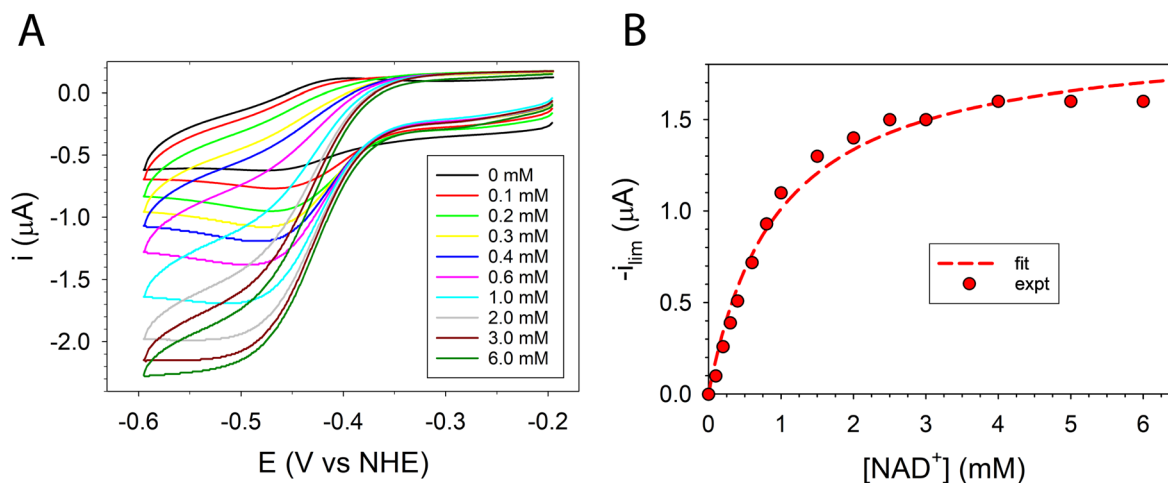 A
0.0
-0.5
-1.0
-1.5
-2.0
i (μA)
0 mM
0.1 mM
0.2 mM
0.3 mM
0.4 mM
0.6 mM
1.0 mM
2.0 mM
3.0 mM
6.0 mM
-0.6
-0.5
-0.4
-0.3
-0.2
E (V vs NHE)
B
1.5
1.0
0.5
0.0
-i_lim (μA)
fit
expt
0
1
2
3
4
5
6
[NAD⁺] (mM)